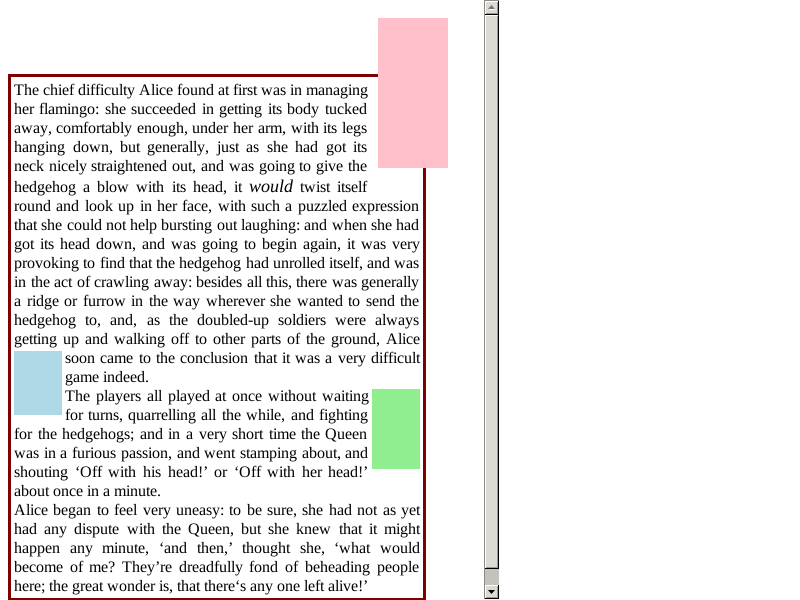 The chief difficulty Alice found at first was in managing
her flamingo: she succeeded in getting its body tucked
away, comfortably enough, under her arm, with its legs
hanging down, but generally, just as she had got its
neck nicely straightened out, and was going to give the
hedgehog a blow with its head, it would twist itself
round and look up in her face, with such a puzzled expression
that she could not help bursting out laughing: and when she had
got its head down, and was going to begin again, it was very
provoking to find that the hedgehog had unrolled itself, and was
in the act of crawling away: besides all this, there was generally
a ridge or furrow in the way wherever she wanted to send the
hedgehog to, and, as the doubled-up soldiers were always
getting up and walking off to other parts of the ground, Alice
soon came to the conclusion that it was a very difficult
game indeed.
The players all played at once without waiting
for turns, quarrelling all the while, and fighting
for the hedgehogs; and in a very short time the Queen
was in a furious passion, and went stamping about, and
shouting ‘Off with his head!’ or ‘Off with her head!’
about once in a minute.
Alice began to feel very uneasy: to be sure, she had not as yet
had any dispute with the Queen, but she knew that it might
happen any minute, ‘and then,’ thought she, ‘what would
become of me? They’re dreadfully fond of beheading people
here; the great wonder is, that there‘s any one left alive!’